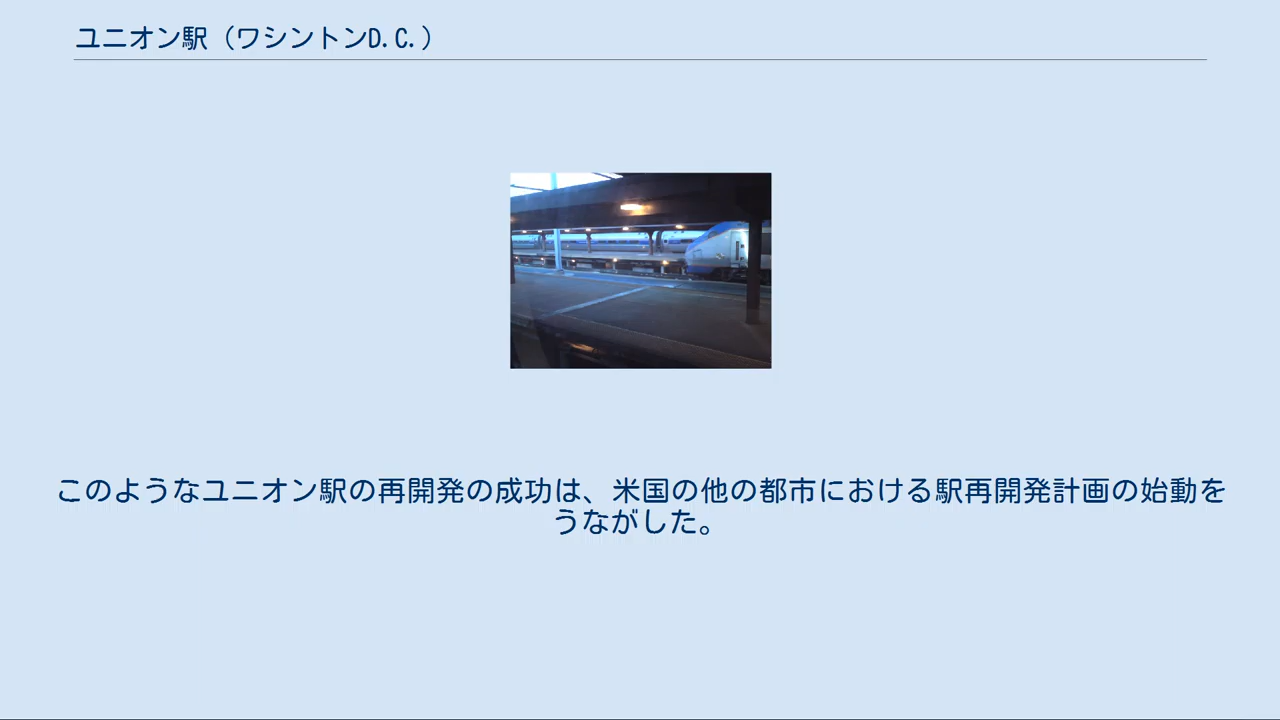 ユニオン駅（ワシントンD.C.）
このようなユニオン駅の再開発の成功は、米国の他の都市における駅再開発計画の始動を
うながした。